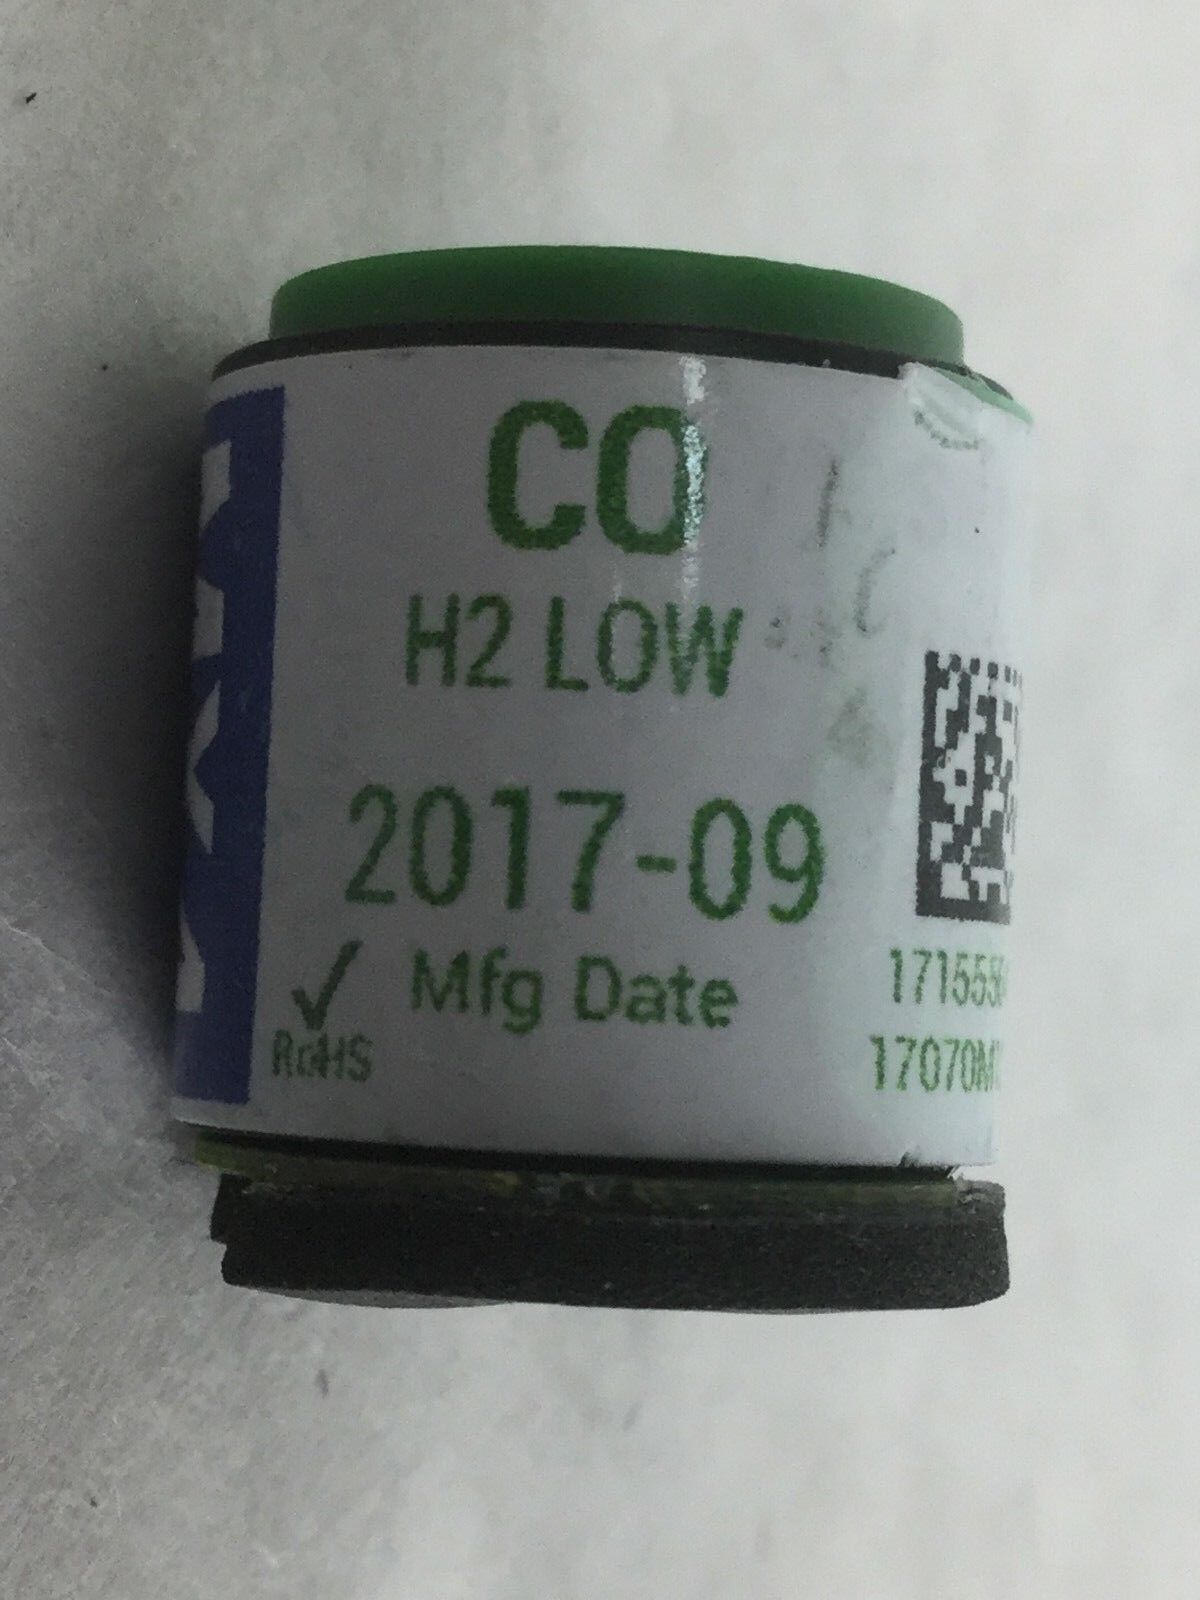 CO
H2 LOW
2017-09
Mfg Date
RoHS